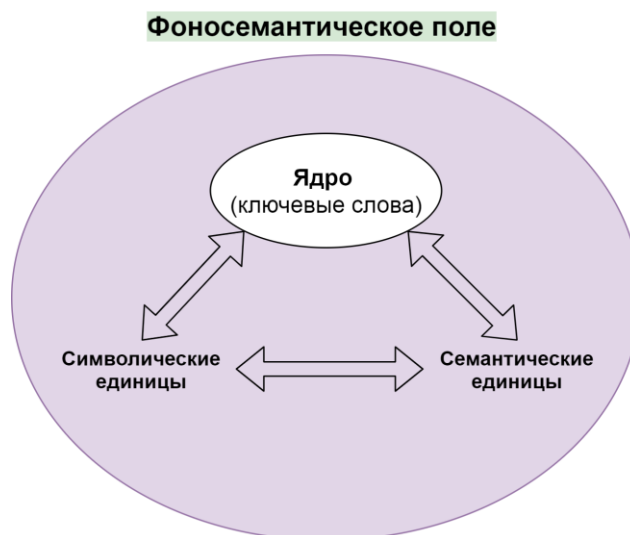 Фоносемантическое поле
Ядро
(ключевые слова)
Символические
единицы
Семантические
единицы